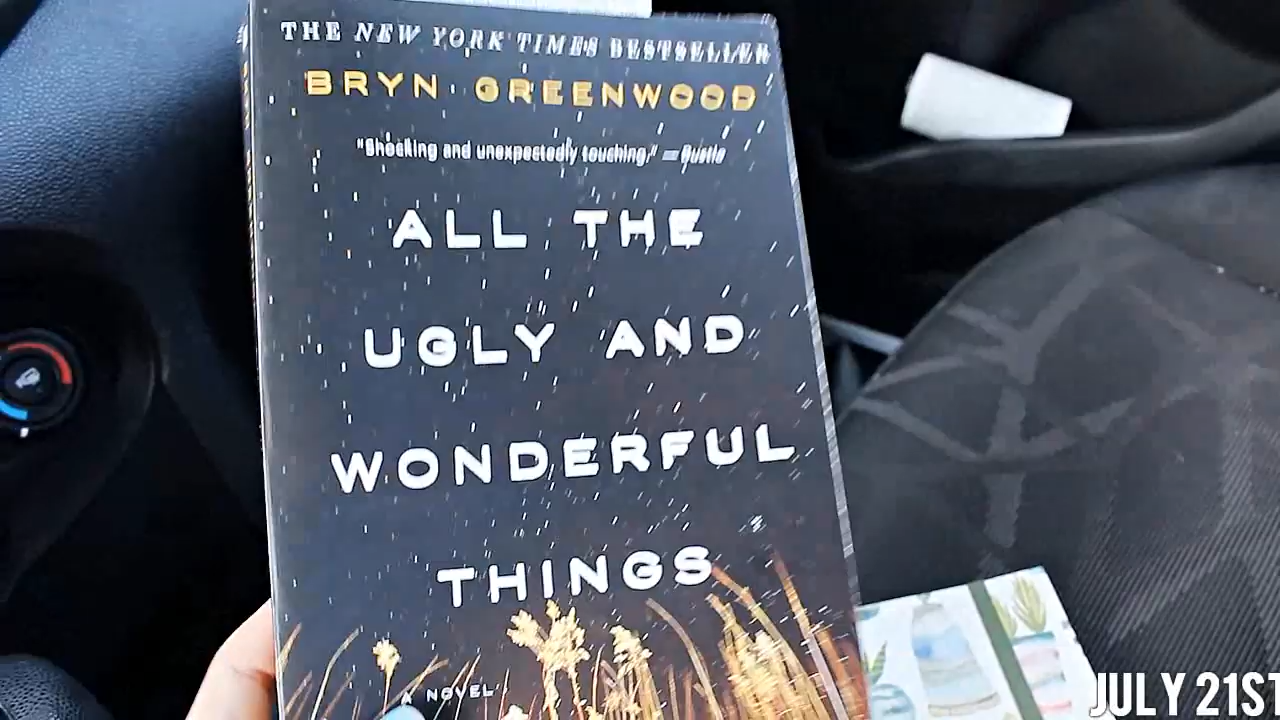 THE NEW YORK TIMES BESTSELLER
BRYN GREENWOOD
"Shocking and unexpectedly touching." —Bustle
ALL THE
UGLY AND
WONDERFUL
THINGS
A NOVEL
JULY 21ST